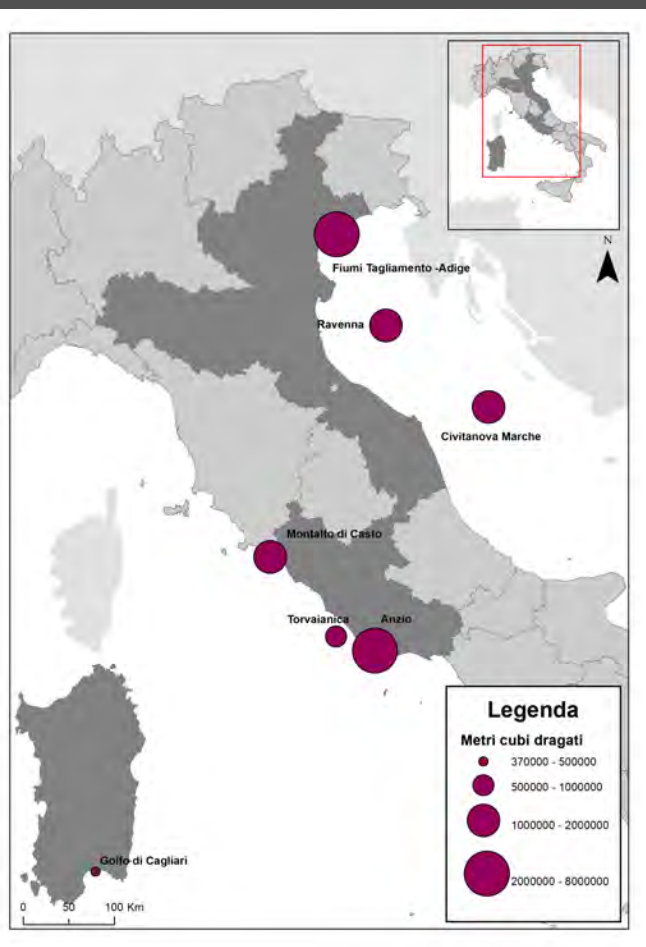 N
Fiumi Tagliamento -Adige
Ravenna
Civitanova Marche
Montalto di Casto
Torvaianica
Anzio
Golfo di Cagliari
0 50 100 Km
Legenda
Metri cubi dragati
370000 - 500000
500000 - 1000000
1000000 - 2000000
2000000 - 8000000